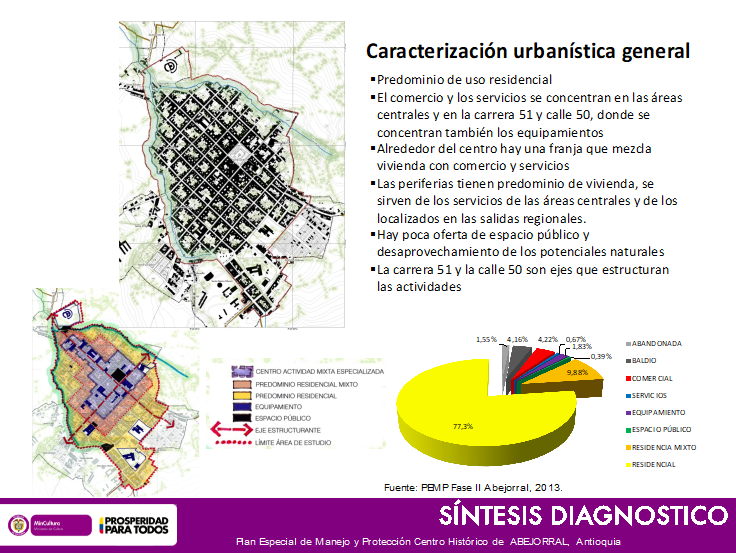 Caracterización urbanística general
▪Predominio de uso residencial
▪El comercio y los servicios se concentran en las áreas
centrales y en la carrera 51 y calle 50, donde se
concentran también los equipamientos
▪Alrededor del centro hay una franja que mezcla
vivienda con comercio y servicios
▪Las periferias tienen predominio de vivienda, se
sirven de los servicios de las áreas centrales y de los
localizados en las salidas regionales.
▪Hay poca oferta de espacio público y
desaprovechamiento de los potenciales naturales
▪La carrera 51 y la calle 50 son ejes que estructuran
las actividades
CENTRO ACTIVIDAD MIXTA ESPECIALIZADA
PREDOMINIO RESIDENCIAL MIXTO
PREDOMINIO RESIDENCIAL
EQUIPAMIENTO
ESPACIO PÚBLICO
EJE ESTRUCTURANTE
LÍMITE ÁREA DE ESTUDIO
1,55%
4,16%
4,22%
0,67%
1,83%
0,39%
9,88%
77,3%
ABANDONADA
BALDIO
COMERCIAL
SERVICIOS
EQUIPAMIENTO
ESPACIO PÚBLICO
RESIDENCIA MIXTO
RESIDENCIAL
Fuente: PEMP Fase II Abejorral, 2013.
SÍNTESIS DIAGNOSTICO
MinCultura
Ministerio de Cultura
PROSPERIDAD
PARA TODOS
Plan Especial de Manejo y Protección Centro Histórico de ABEJORRAL, Antioquia